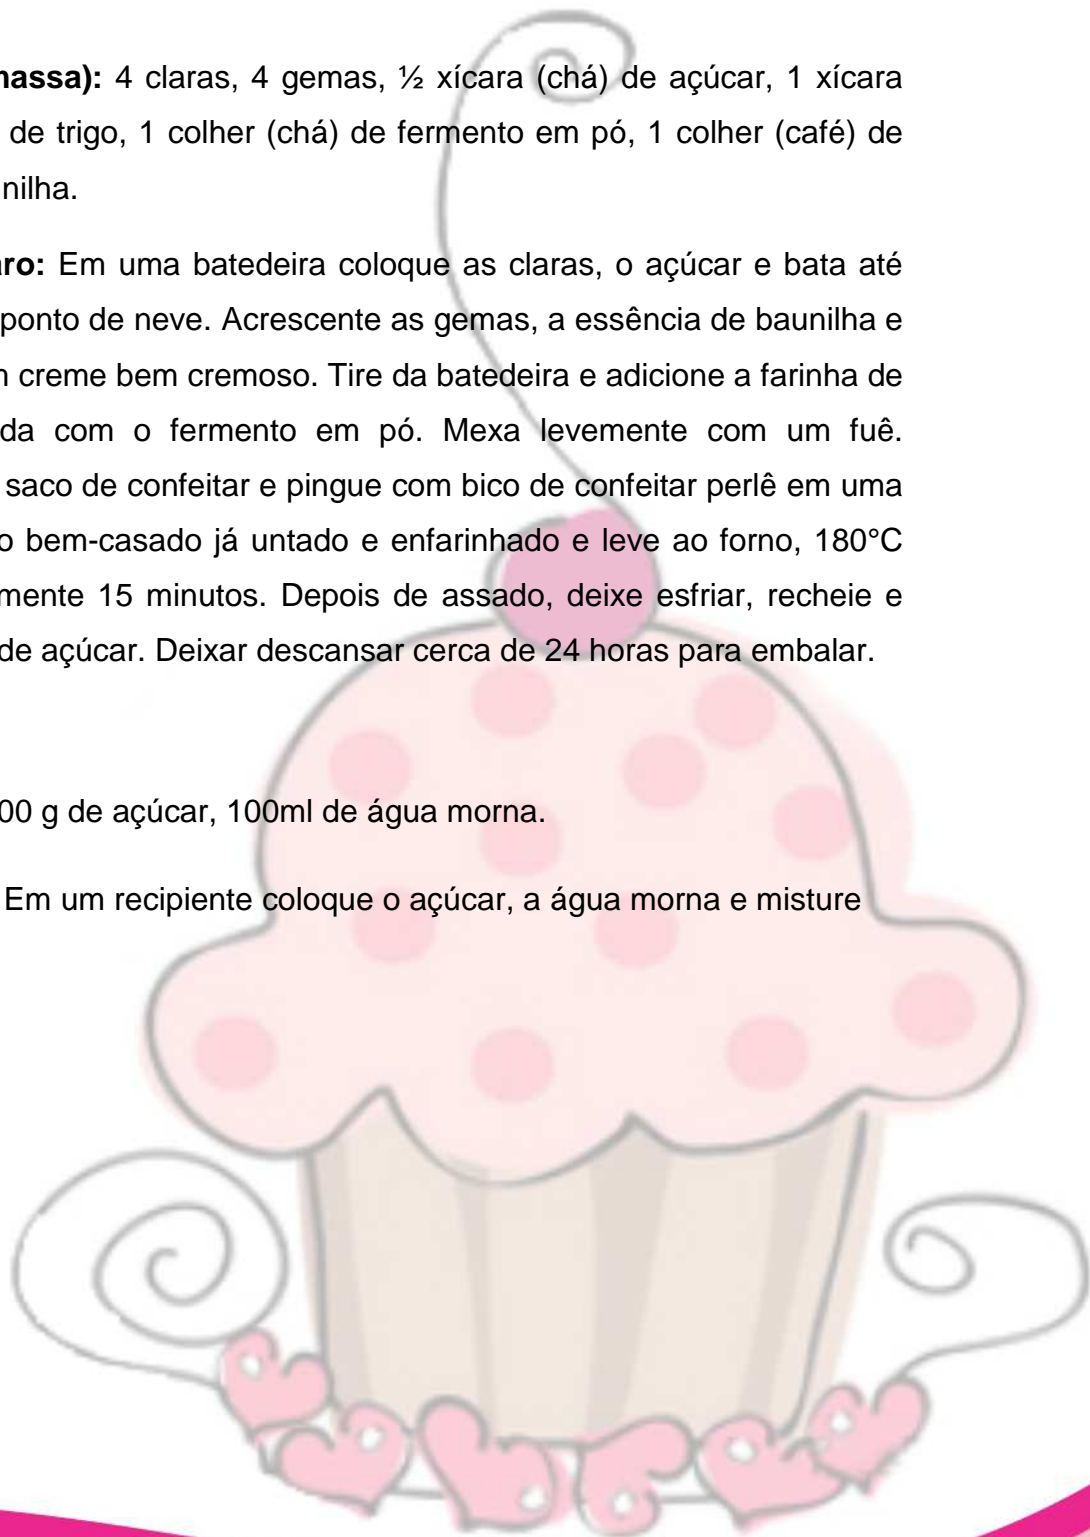 massa): 4 claras, 4 gemas, ½ xícara (chá) de açúcar, 1 xícara
de trigo, 1 colher (chá) de fermento em pó, 1 colher (café) de
nilha.
aro: Em uma batedeira coloque as claras, o açúcar e bata até
ponto de neve. Acrescente as gemas, a essência de baunilha e
creme bem cremoso. Tire da batedeira e adicione a farinha de
da com o fermento em pó. Mexa levemente com um fuê.
saco de confeitar e pingue com bico de confeitar perlê em uma
o bem-casado já untado e enfarinhado e leve ao forno, 180°C
mente 15 minutos. Depois de assado, deixe esfriar, recheie e
de açúcar. Deixar descansar cerca de 24 horas para embalar.
00 g de açúcar, 100ml de água morna.
Em um recipiente coloque o açúcar, a água morna e misture